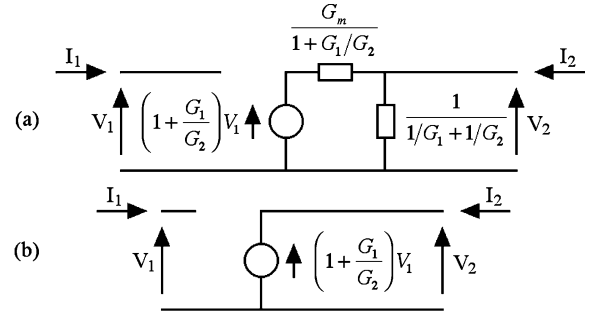 G_m / (1 + G_1/G_2)
I_1
I_2
(a)
V_1
(1 + G_1/G_2) V_1
1 / (1/G_1 + 1/G_2)
V_2
I_1
I_2
(b)
V_1
(1 + G_1/G_2) V_1
V_2